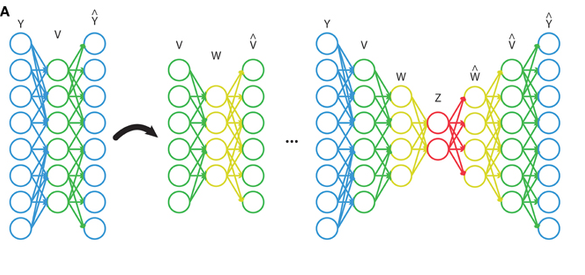 A
Y V Ŷ
V W V̂
...
Y V W Z Ŵ V̂ Ŷ